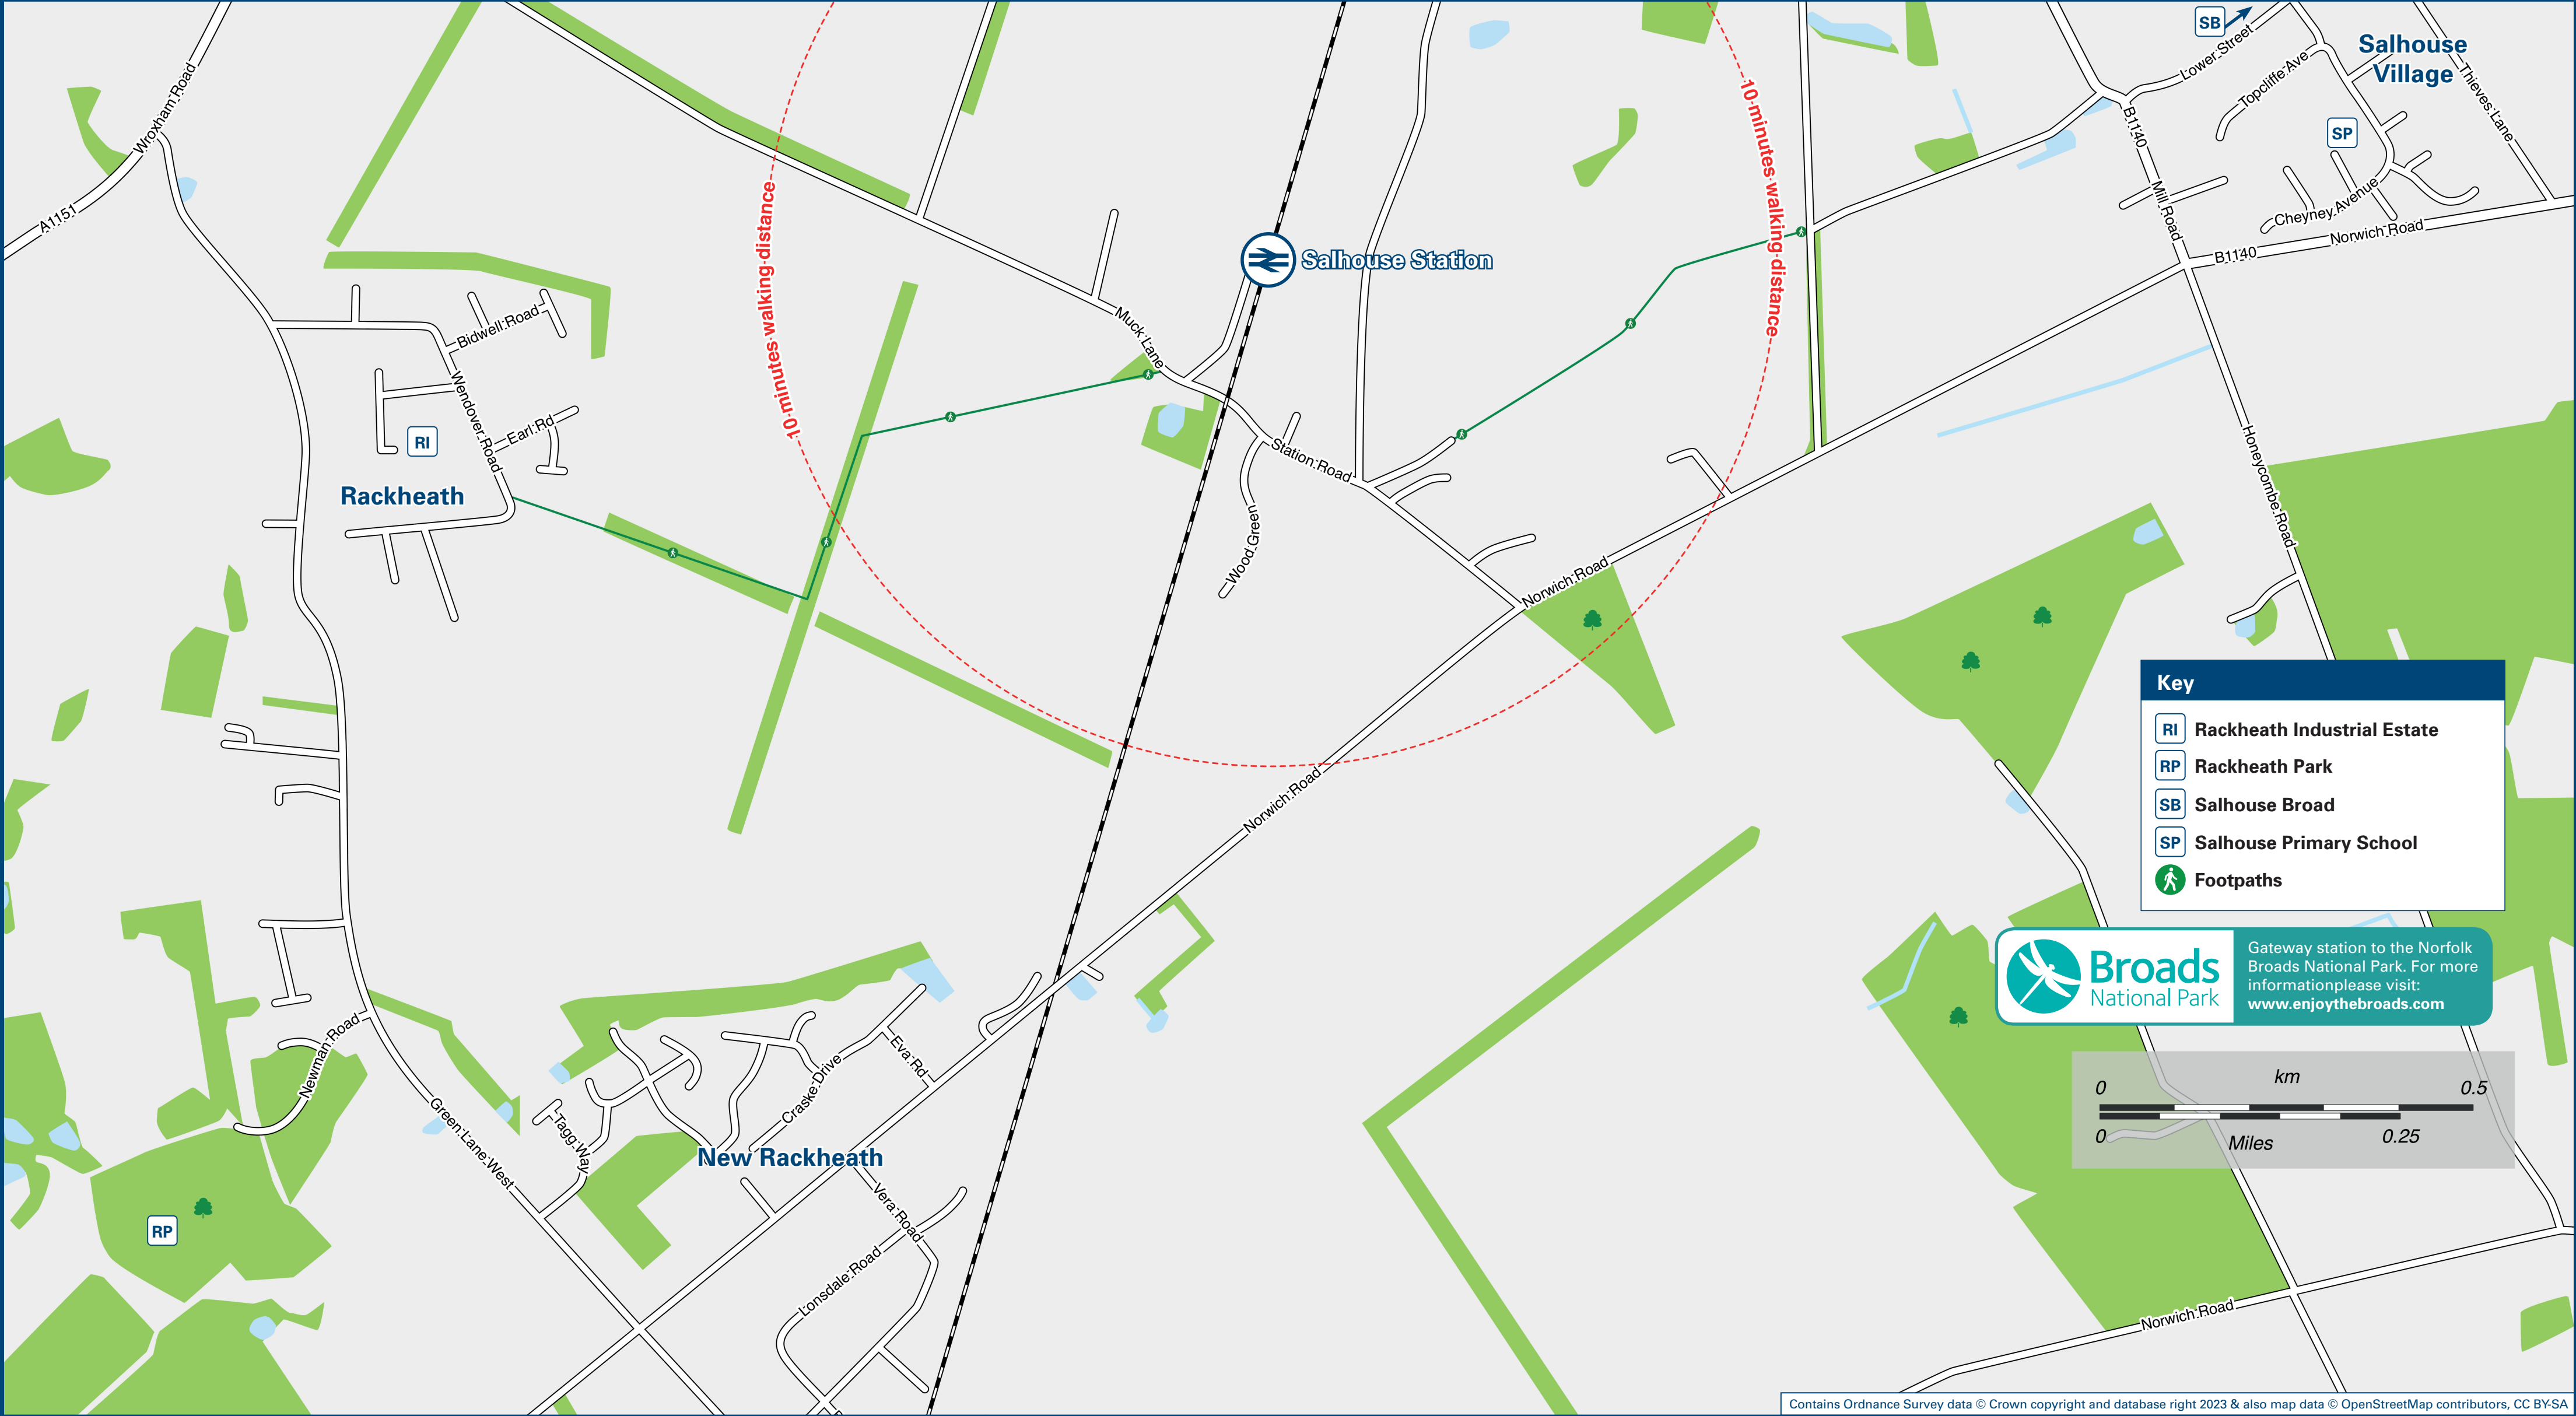 SB
Lower Street
Salhouse
Village
Topcliffe Ave
Thieves Lane
Wroxham Road
10 minutes walking distance
B1140
SP
A1151
Mill Road
Cheyney Avenue
Norwich Road
B1140
10 minutes walking distance
Salhouse Station
Bidwell Road
Muck Lane
Wendover Road
Earl Rd
RI
Station Road
Rackheath
Honeycombe Road
Wood Green
Norwich Road
Key
RI Rackheath Industrial Estate
RP Rackheath Park
SB Salhouse Broad
SP Salhouse Primary School
Footpaths
Norwich Road
Broads
National Park
Gateway station to the Norfolk
Broads National Park. For more
informationplease visit:
www.enjoythebroads.com
Newman Road
Eva Rd
Craske Drive
Green Lane West
Tagg Way
New Rackheath
km
0 0.5
0 0.25
Miles
Vera Road
RP
Lonsdale Road
Norwich Road
Contains Ordnance Survey data © Crown copyright and database right 2023 & also map data © OpenStreetMap contributors, CC BY-SA